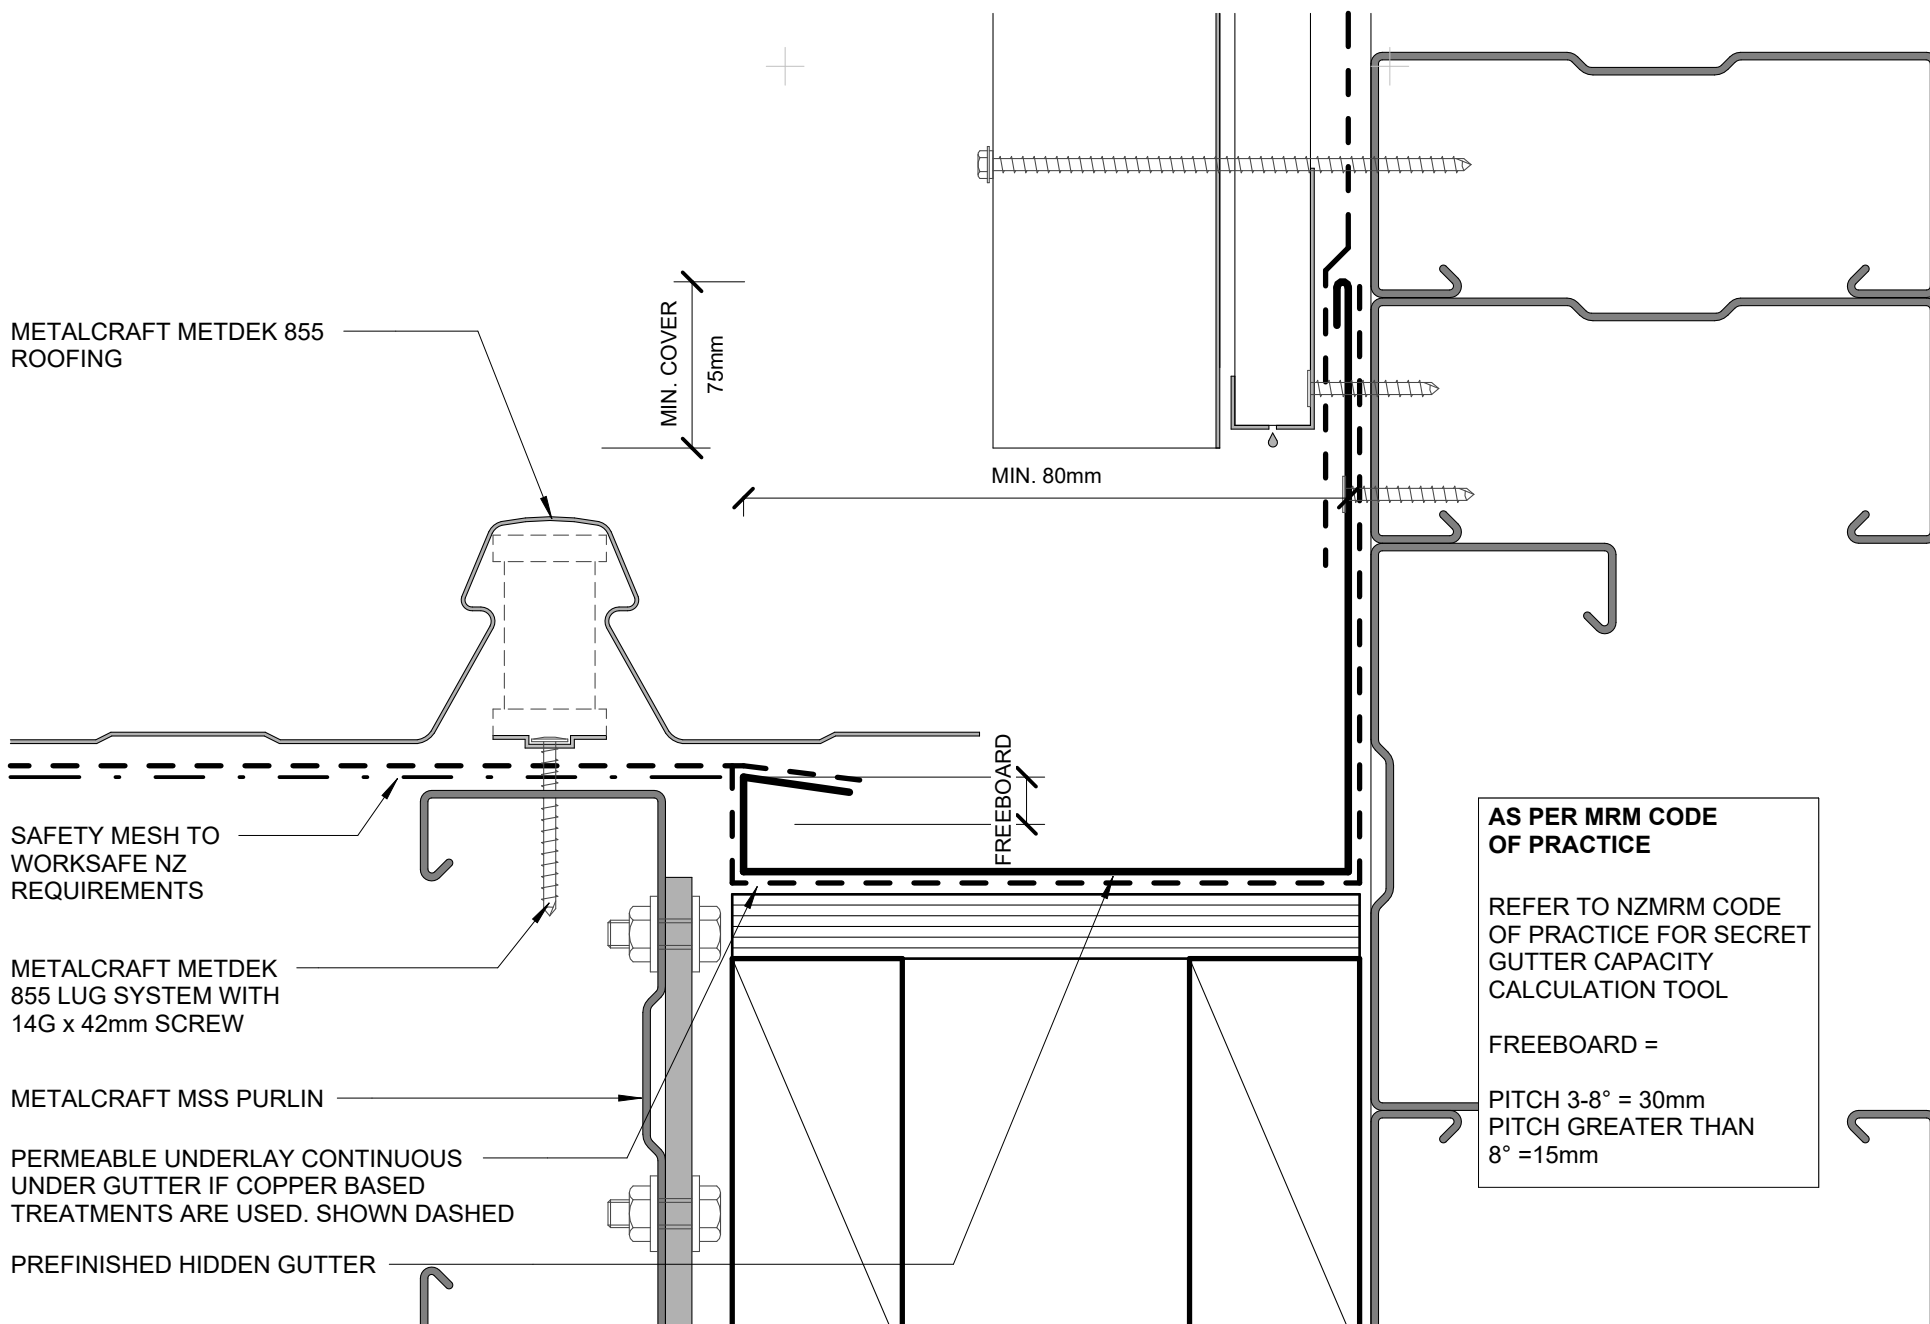 METALCRAFT METDEK 855
ROOFING
MIN. COVER
75mm
MIN. 80mm
FREEBOARD
SAFETY MESH TO
WORKSAFE NZ
REQUIREMENTS
METALCRAFT METDEK
855 LUG SYSTEM WITH
14G x 42mm SCREW
METALCRAFT MSS PURLIN
PERMEABLE UNDERLAY CONTINUOUS
UNDER GUTTER IF COPPER BASED
TREATMENTS ARE USED. SHOWN DASHED
PREFINISHED HIDDEN GUTTER
AS PER MRM CODE
OF PRACTICE
REFER TO NZMRM CODE
OF PRACTICE FOR SECRET
GUTTER CAPACITY
CALCULATION TOOL
FREEBOARD =
PITCH 3-8° = 30mm
PITCH GREATER THAN
8° =15mm